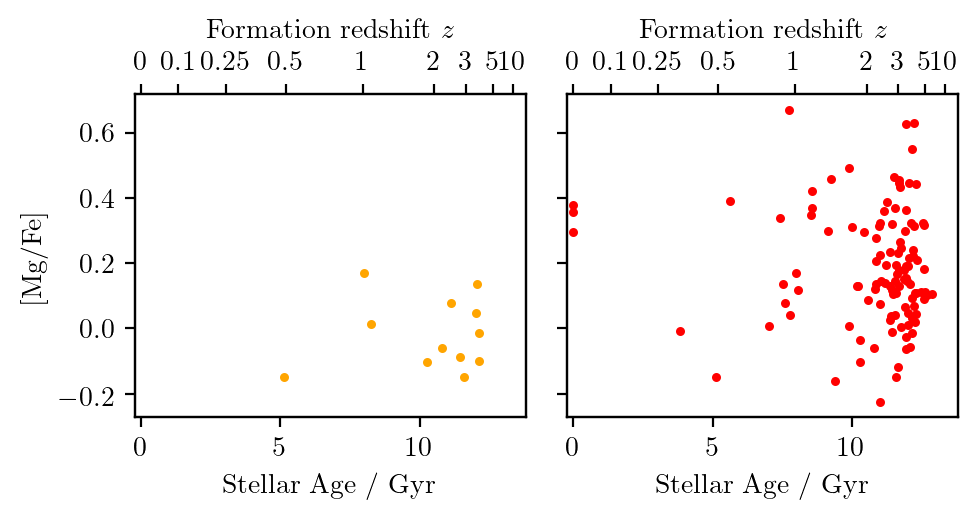 Formation redshift z
0 0.1 0.25 0.5 1 2 3 5 10
0.6
0.4
0.2
0.0
−0.2
[Mg/Fe]
0 5 10
Stellar Age / Gyr
Formation redshift z
0 0.1 0.25 0.5 1 2 3 5 10
0 5 10
Stellar Age / Gyr